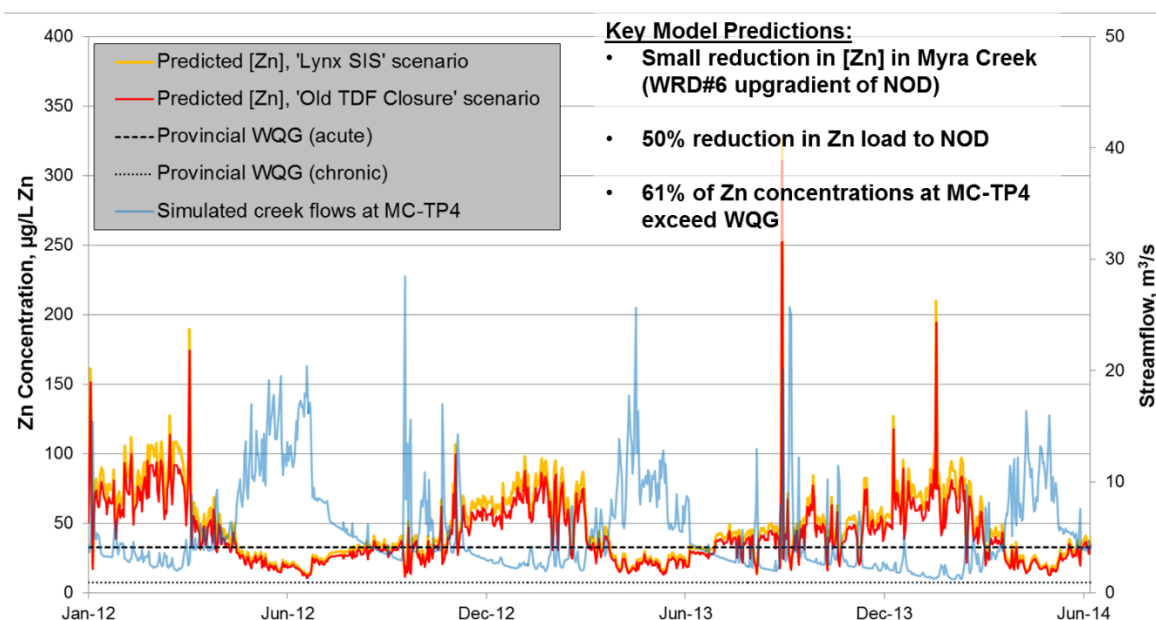 Key Model Predictions:
• Small reduction in [Zn] in Myra Creek
(WRD#6 upgradient of NOD)
• 50% reduction in Zn load to NOD
• 61% of Zn concentrations at MC-TP4
exceed WQG
Predicted [Zn], 'Lynx SIS' scenario
Predicted [Zn], 'Old TDF Closure' scenario
Provincial WQG (acute)
Provincial WQG (chronic)
Simulated creek flows at MC-TP4
Zn Concentration, µg/L Zn
400
350
300
250
200
150
100
50
0
Streamflow, m³/s
50
40
30
20
10
0
Jan-12
Jun-12
Dec-12
Jun-13
Dec-13
Jun-14